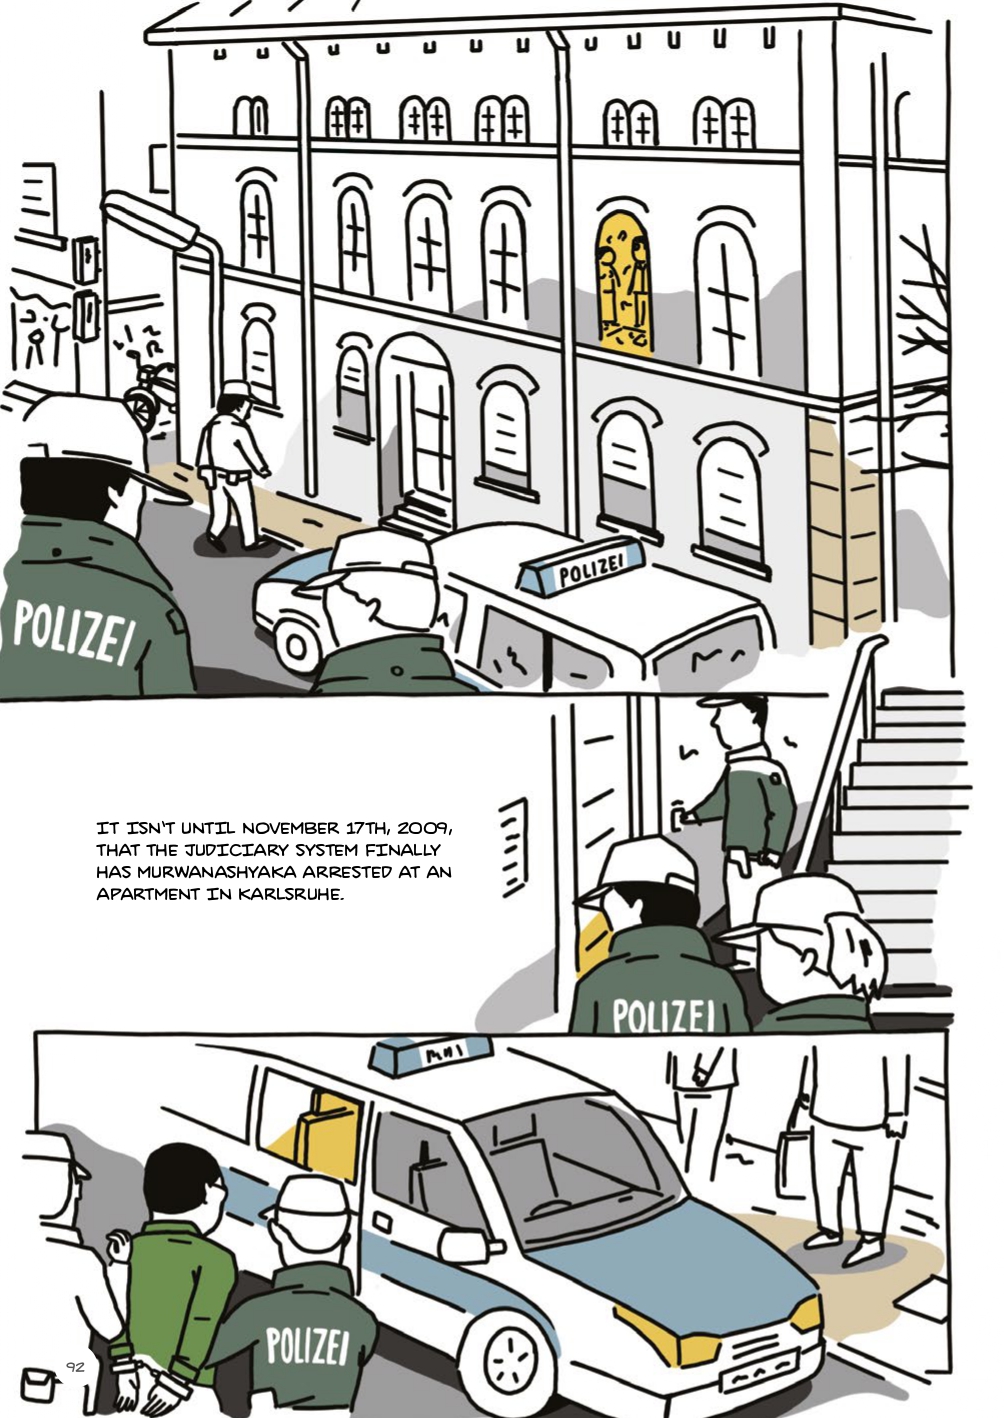 POLIZEI
POLIZEI
IT ISN'T UNTIL NOVEMBER 17TH, 2009,
THAT THE JUDICIARY SYSTEM FINALLY
HAS MURWANASHYAKA ARRESTED AT AN
APARTMENT IN KARLSRUHE.
POLIZEI
POLIZEI
92